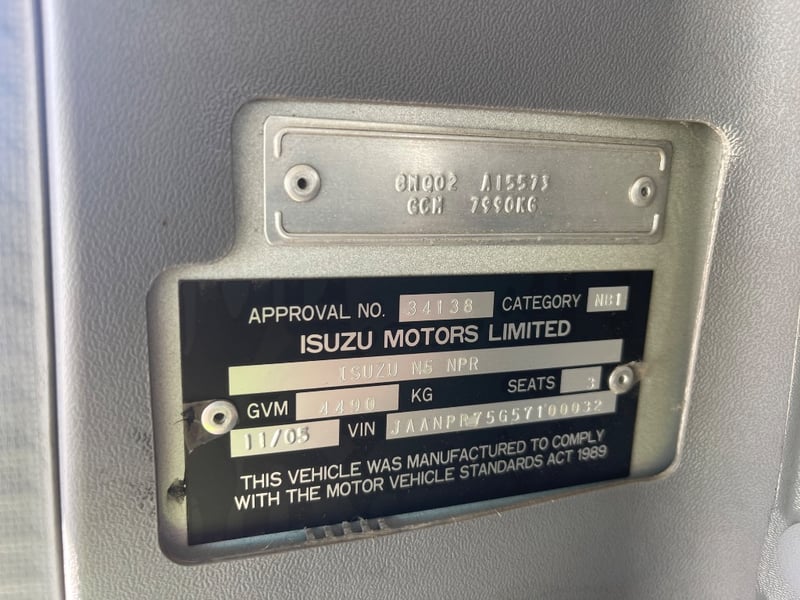 GNQ02 A15573
GCM 7990KG
APPROVAL NO. 34138 CATEGORY NB1
ISUZU MOTORS LIMITED
ISUZU N5 NPR
GVM 4490 KG SEATS 3
11/05 VIN JAANPR75G57100032
THIS VEHICLE WAS MANUFACTURED TO COMPLY
WITH THE MOTOR VEHICLE STANDARDS ACT 1989